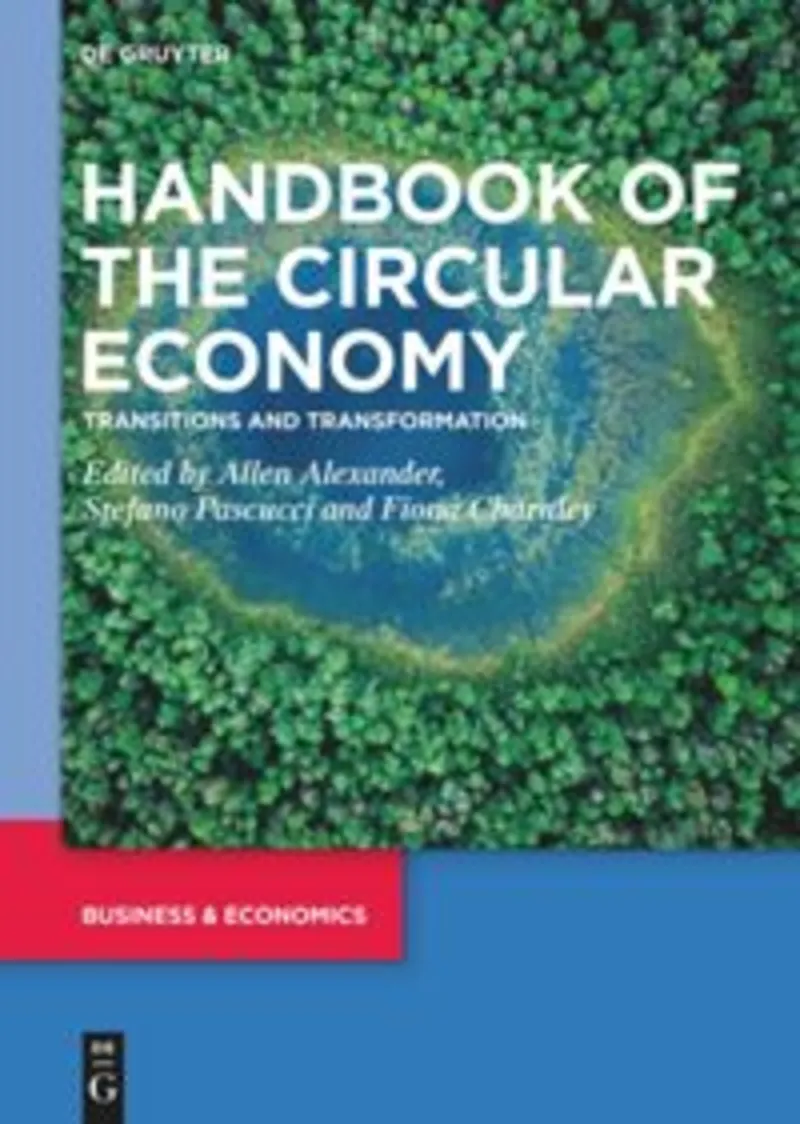 DE GRUYTER
HANDBOOK OF
THE CIRCULAR
ECONOMY
TRANSITIONS AND TRANSFORMATION
Edited by Allen Alexander,
Stefano Pascucci and Fiona Charnley
BUSINESS & ECONOMICS
DE
G